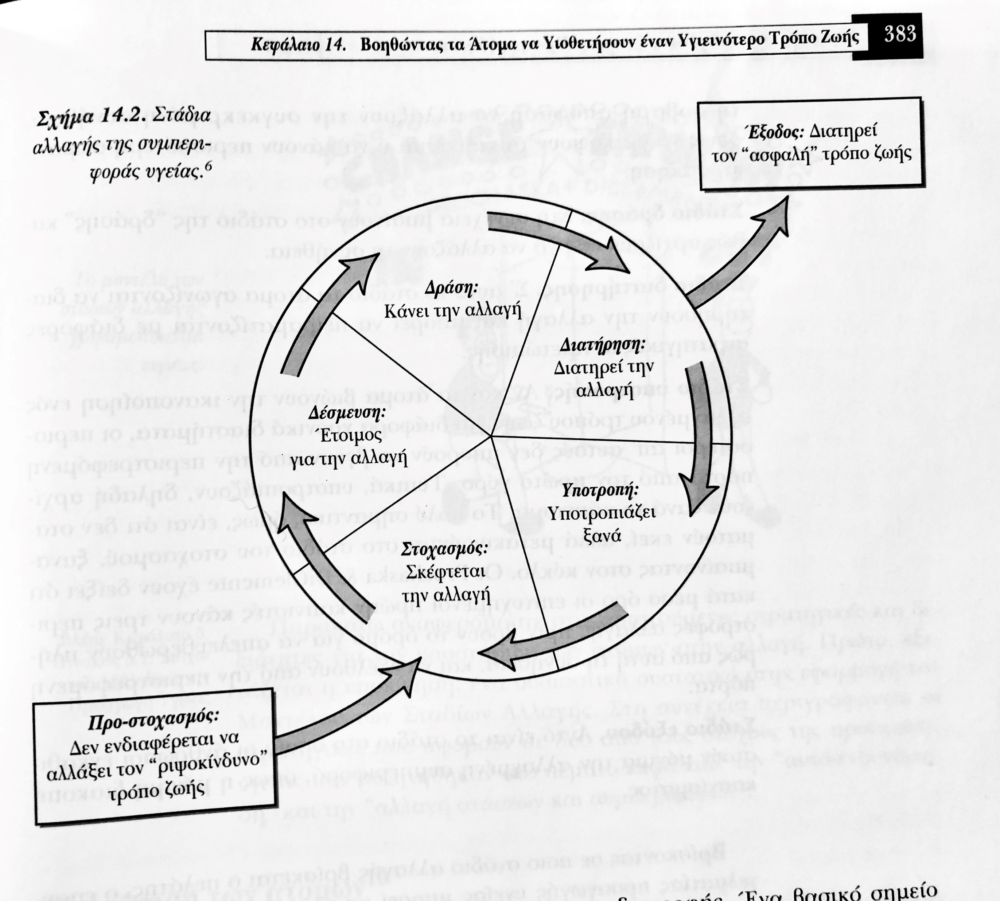 Κεφάλαιο 14. Βοηθώντας τα Άτομα να Υιοθετήσουν έναν Υγιεινότερο Τρόπο Ζωής 383
Σχήμα 14.2. Στάδια
αλλαγής της συμπερι-
φοράς υγείας.6
Έξοδος: Διατηρεί
τον “ασφαλή” τρόπο ζωής
Δράση:
Κάνει την αλλαγή
Διατήρηση:
Διατηρεί την
αλλαγή
Δέσμευση:
Έτοιμος
για την αλλαγή
Υποτροπή:
Υποτροπιάζει
ξανά
Στοχασμός:
Σκέφτεται
την αλλαγή
Προ-στοχασμός:
Δεν ενδιαφέρεται να
αλλάξει τον “ριψοκίνδυνο”
τρόπο ζωής
Ένα βασικό σημείο